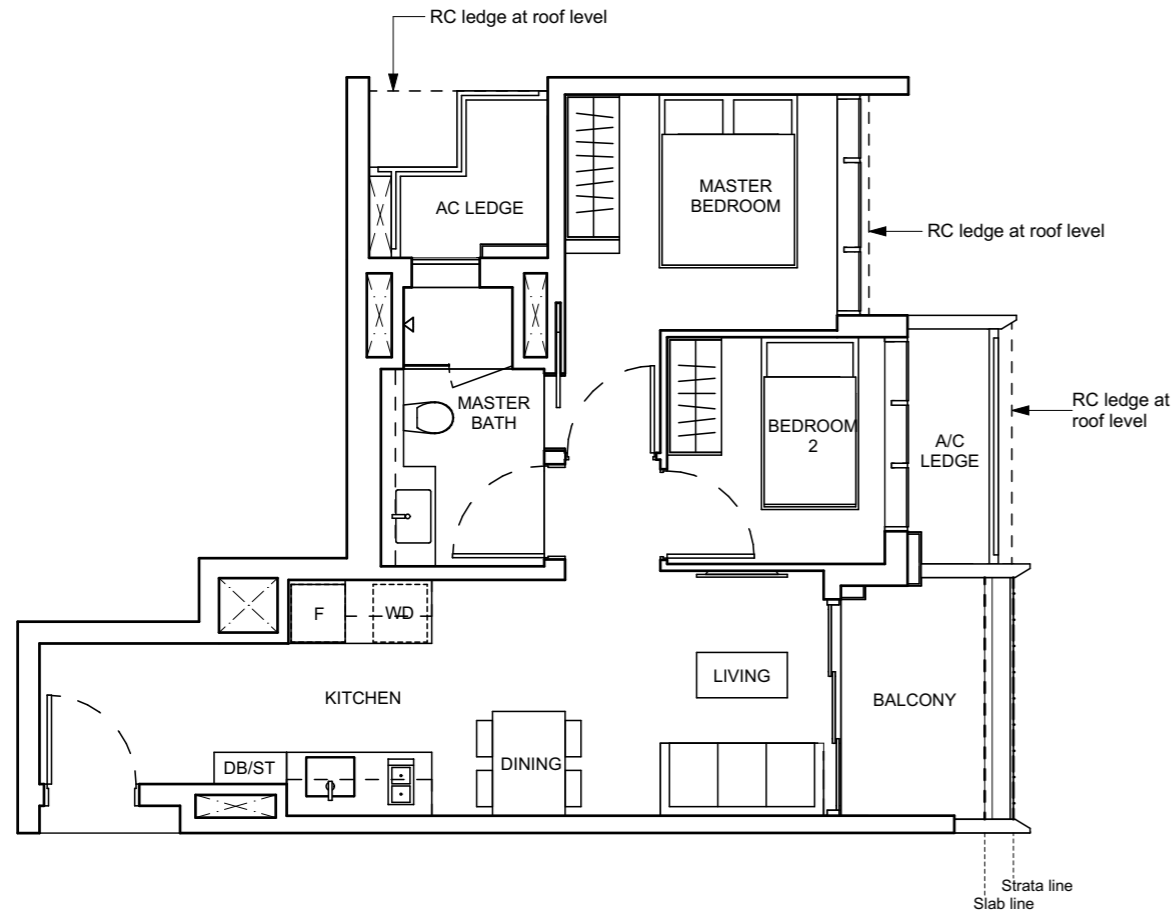 RC ledge at roof level
AC LEDGE
MASTER
BEDROOM
RC ledge at roof level
MASTER
BATH
BEDROOM
2
A/C
LEDGE
RC ledge at
roof level
F
WD
KITCHEN
LIVING
BALCONY
DB/ST
DINING
Strata line
Slab line